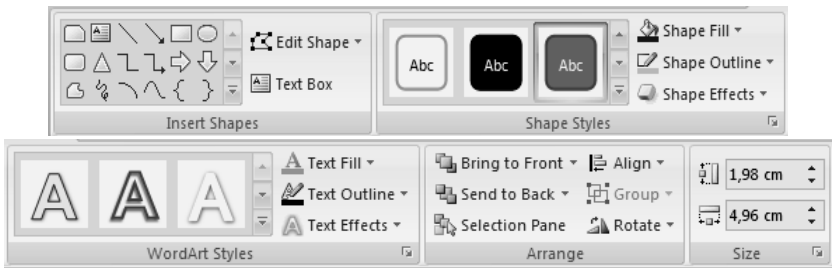 Edit Shape
Text Box
Insert Shapes
Abc Abc Abc
Shape Fill
Shape Outline
Shape Effects
Shape Styles
A A A
Text Fill
Text Outline
Text Effects
WordArt Styles
Bring to Front
Send to Back
Selection Pane
Align
Group
Rotate
Arrange
1,98 cm
4,96 cm
Size